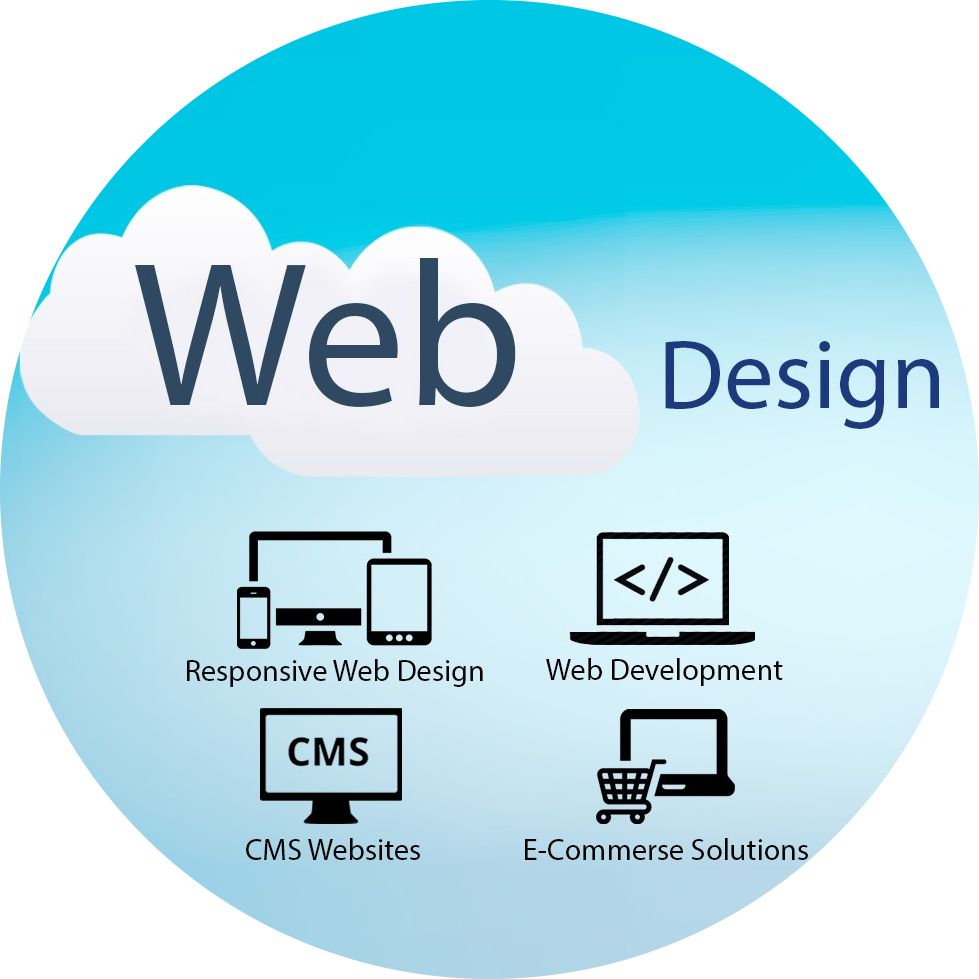 Web
Design
</>
Responsive Web Design
Web Development
CMS
CMS Websites
E-Commerse Solutions